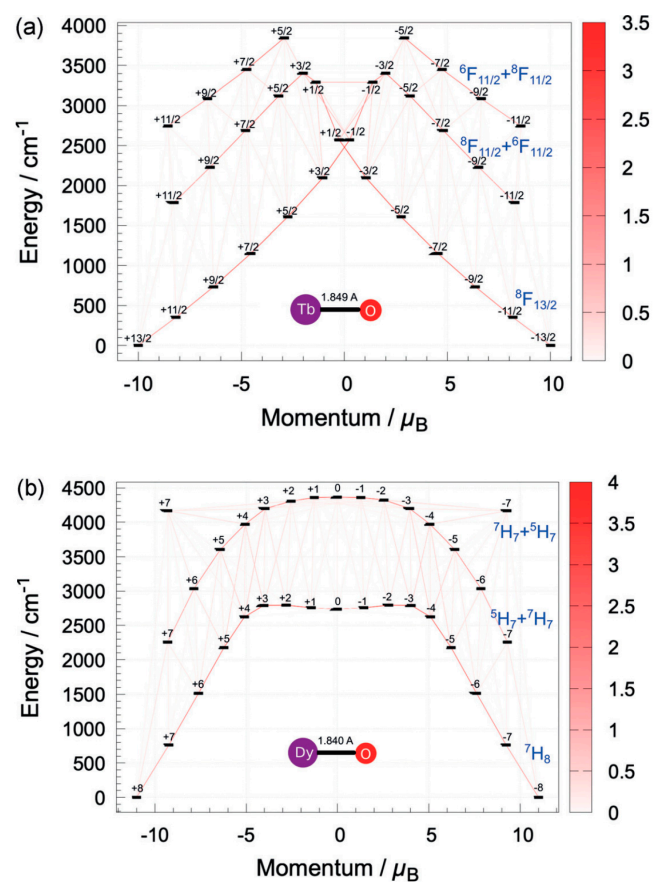 (a)
4000
3500
3000
2500
2000
1500
1000
500
0
Energy / cm⁻¹
+5/2 -5/2
+7/2 +3/2 -3/2 -7/2 ⁶F₁₁/₂+⁸F₁₁/₂
+9/2 +5/2 +1/2 -1/2 -5/2 -9/2
+11/2 +7/2 +1/2 -1/2 -7/2 -11/2 ⁸F₁₁/₂+⁶F₁₁/₂
+9/2 +3/2 -3/2 -9/2
+11/2 +5/2 -5/2 -11/2
+7/2 -7/2
+9/2 -9/2 ⁸F₁₃/₂
+11/2 -11/2
+13/2 -13/2
Tb 1.849 A O
-10 -5 0 5 10
Momentum / μB
3.5
3
2.5
2
1.5
1
0.5
0
(b)
4500
4000
3500
3000
2500
2000
1500
1000
500
0
Energy / cm⁻¹
+7 +4 +3 +2 +1 0 -1 -2 -3 -4 -7
+5 -5 ⁷H₇+⁵H₇
+6 -6
+4 +3 +2 +1 0 -1 -2 -3 -4 ⁵H₇+⁷H₇
+7 +5 -5 -7
+6 -6
+7 -7 ⁷H₈
+8 -8
Dy 1.840 A O
-10 -5 0 5 10
Momentum / μB
4
3.5
3
2.5
2
1.5
1
0.5
0